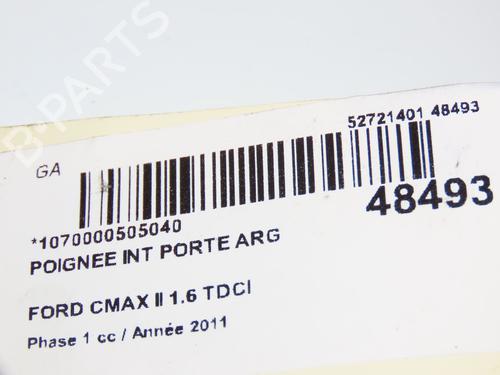 B-PARTS
52721401 48493
GA
48493
*1070000505040
POIGNEE INT PORTE ARG
FORD CMAX II 1.6 TDCI
Phase 1 cc / Année 2011